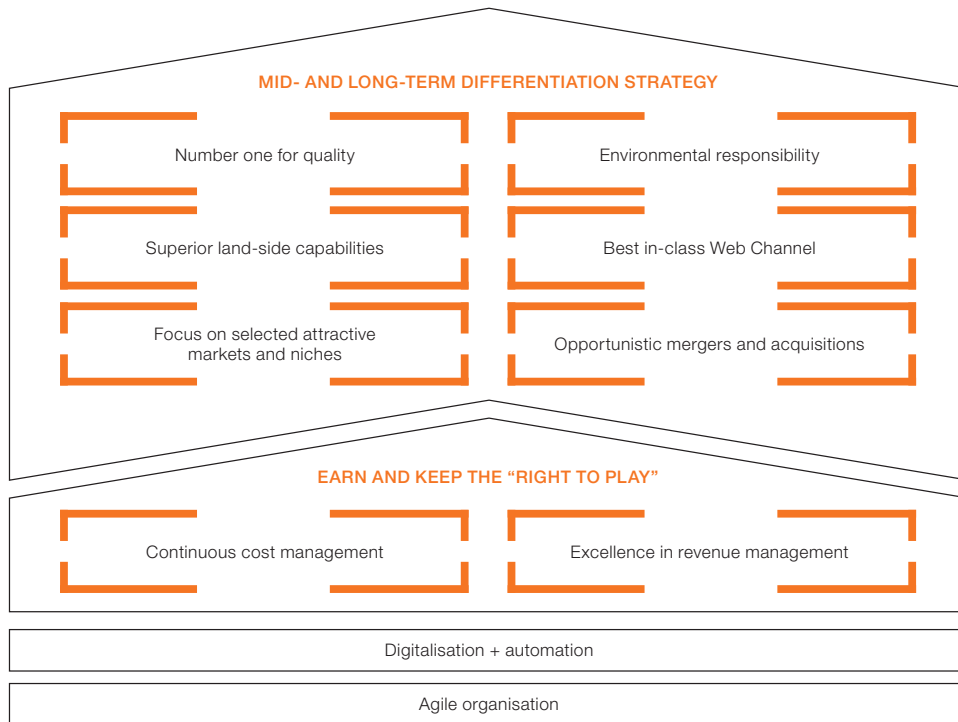 MID- AND LONG-TERM DIFFERENTIATION STRATEGY
Number one for quality
Environmental responsibility
Superior land-side capabilities
Best in-class Web Channel
Focus on selected attractive
markets and niches
Opportunistic mergers and acquisitions
EARN AND KEEP THE “RIGHT TO PLAY”
Continuous cost management
Excellence in revenue management
Digitalisation + automation
Agile organisation